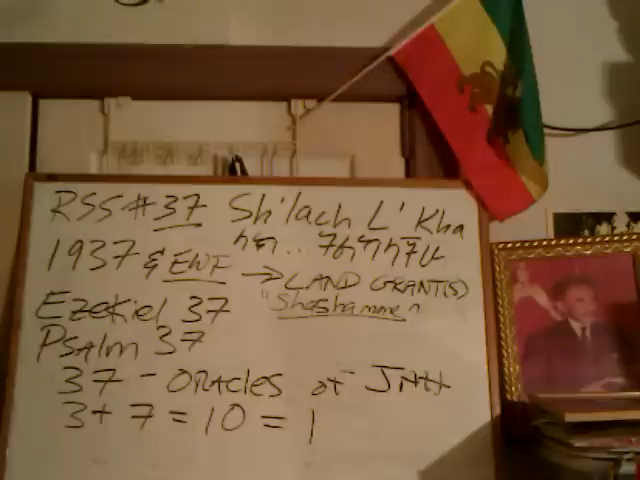 RSS #37 Sh'lach L'Kha
1937 & EWF → LAND GRANT(S)
Ezekiel 37 "Shashamane"
Psalm 37
37 - ORACLES of JAH
3 + 7 = 10 = 1